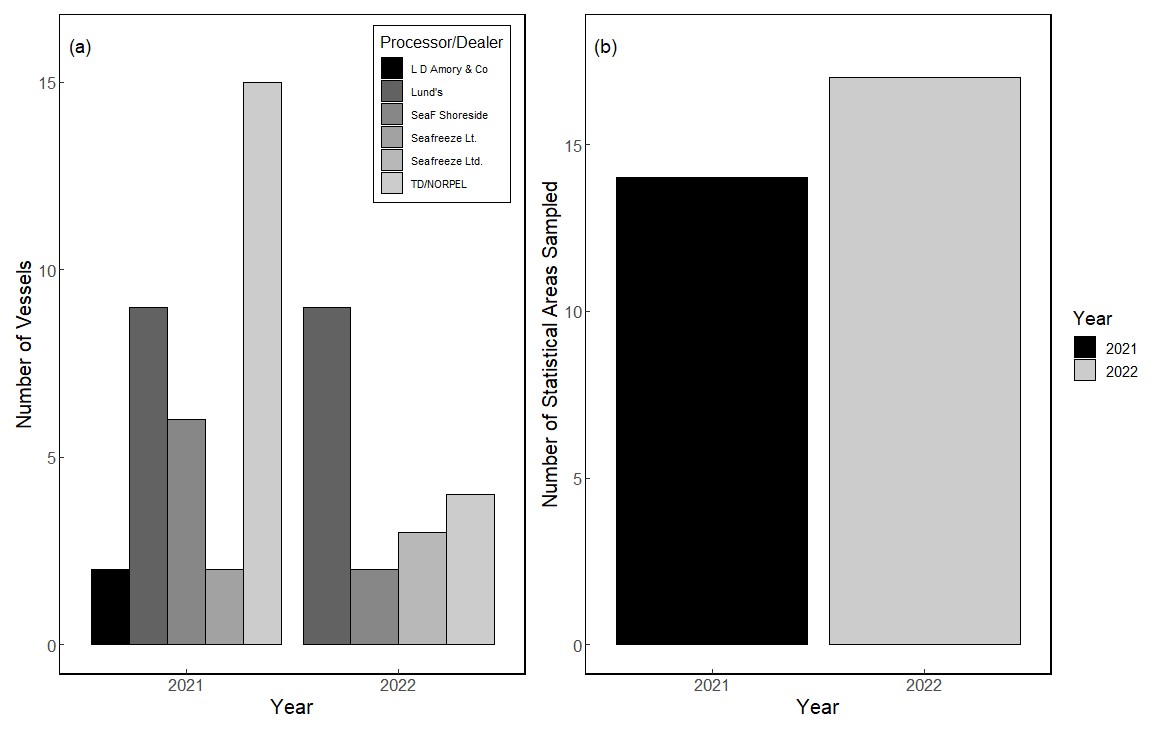 (a)
Processor/Dealer
L D Amory & Co
Lund's
SeaF Shoreside
Seafreeze Lt.
Seafreeze Ltd.
TD/NORPEL
15
10
5
0
Number of Vessels
2021
2022
Year
(b)
15
10
5
0
Number of Statistical Areas Sampled
2021
2022
Year
Year
2021
2022